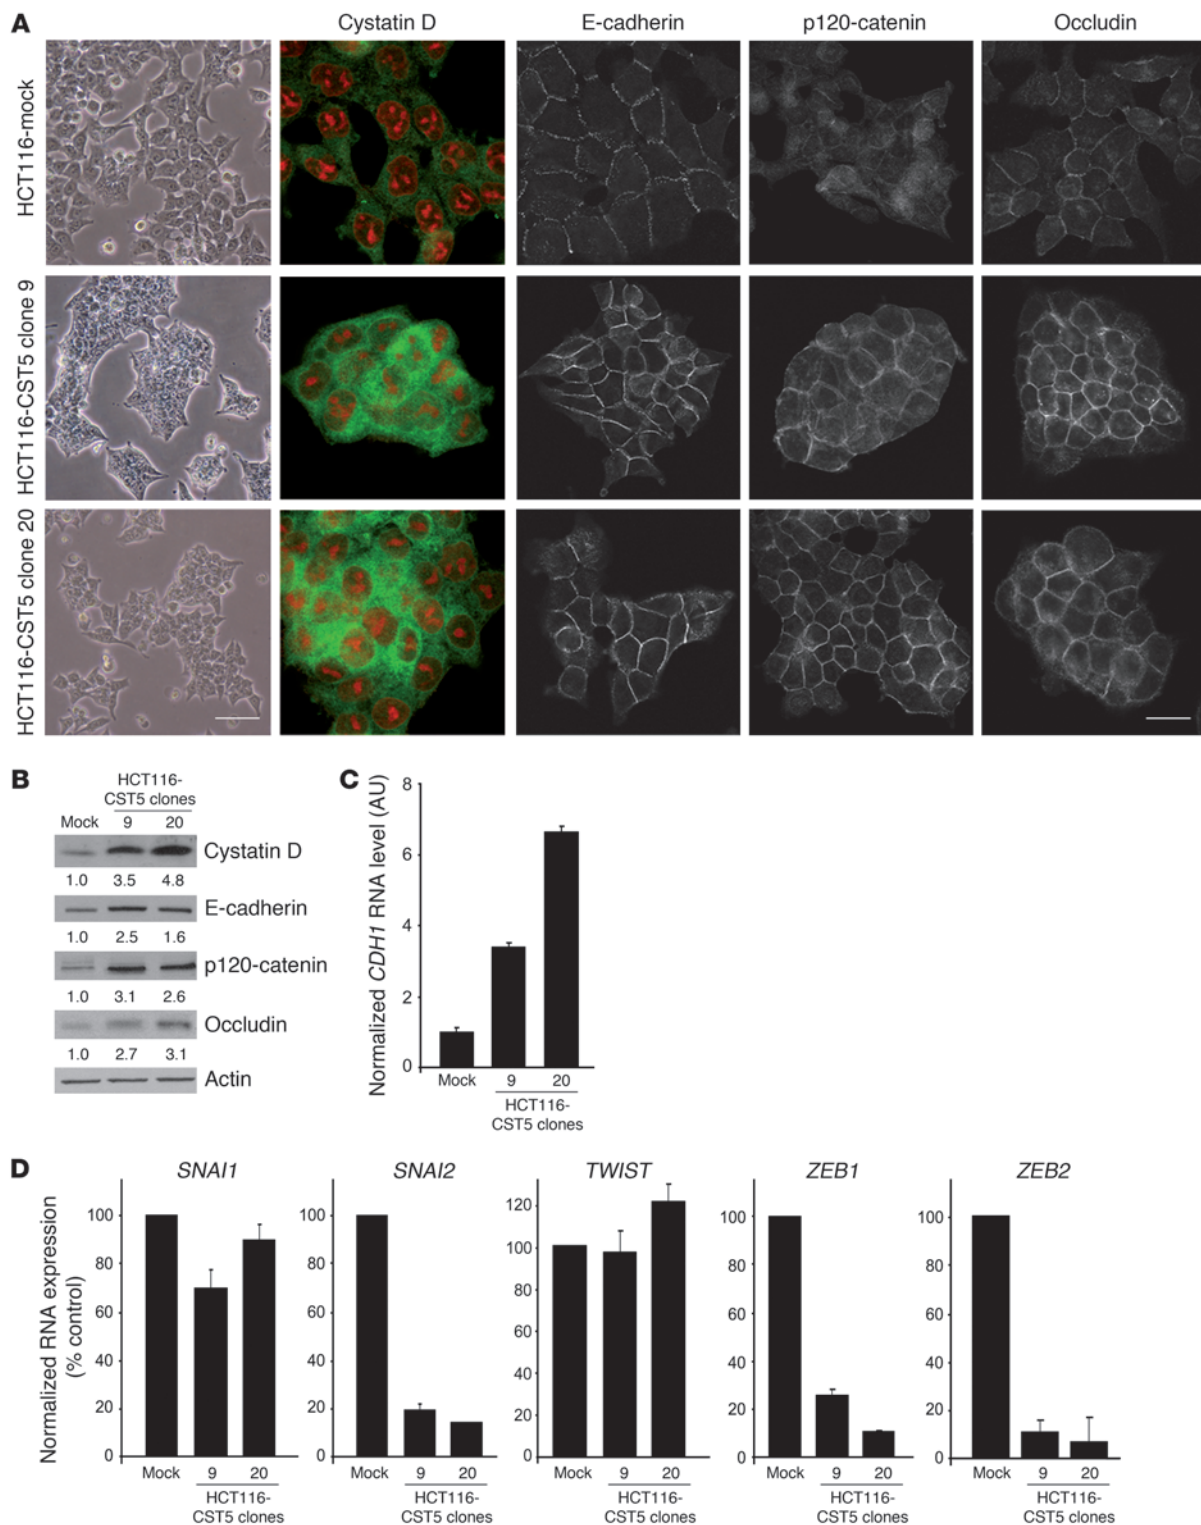 A
Cystatin D
E-cadherin
p120-catenin
Occludin
HCT116-mock
HCT116-CST5 clone 9
HCT116-CST5 clone 20
B
HCT116-
CST5 clones
Mock
9
20
Cystatin D
1.0
3.5
4.8
E-cadherin
1.0
2.5
1.6
p120-catenin
1.0
3.1
2.6
Occludin
1.0
2.7
3.1
Actin
C
Normalized CDH1 RNA level (AU)
8
6
4
2
0
Mock
9
20
HCT116-
CST5 clones
D
Normalized RNA expression
(% control)
SNAI1
100
80
60
40
20
0
Mock
9
20
HCT116-
CST5 clones
SNAI2
100
80
60
40
20
0
Mock
9
20
HCT116-
CST5 clones
TWIST
120
100
80
60
40
20
0
Mock
9
20
HCT116-
CST5 clones
ZEB1
100
80
60
40
20
0
Mock
9
20
HCT116-
CST5 clones
ZEB2
100
80
60
40
20
0
Mock
9
20
HCT116-
CST5 clones